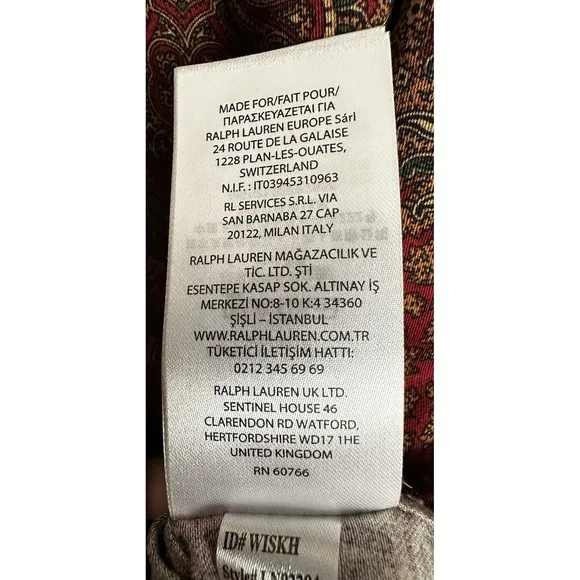 MADE FOR/FAIT POUR/
ΠΑΡΑΣΚΕΥΑΖΕΤΑΙ ΓΙΑ
RALPH LAUREN EUROPE Sárl
24 ROUTE DE LA GALAISE
1228 PLAN-LES-OUATES,
SWITZERLAND
N.I.F. : IT03945310963
RL SERVICES S.R.L. VIA
SAN BARNABA 27 CAP
20122, MILAN ITALY
RALPH LAUREN MAĞAZACILIK VE
TİC. LTD. ŞTİ
ESENTEPE KASAP SOK. ALTINAY İŞ
MERKEZİ NO:8-10 K:4 34360
ŞİŞLİ – İSTANBUL
WWW.RALPHLAUREN.COM.TR
TÜKETİCİ İLETİŞİM HATTI:
0212 345 69 69
RALPH LAUREN UK LTD.
SENTINEL HOUSE 46
CLARENDON RD WATFORD,
HERTFORDSHIRE WD17 1HE
UNITED KINGDOM
RN 60766
ID# WISKH
Style#